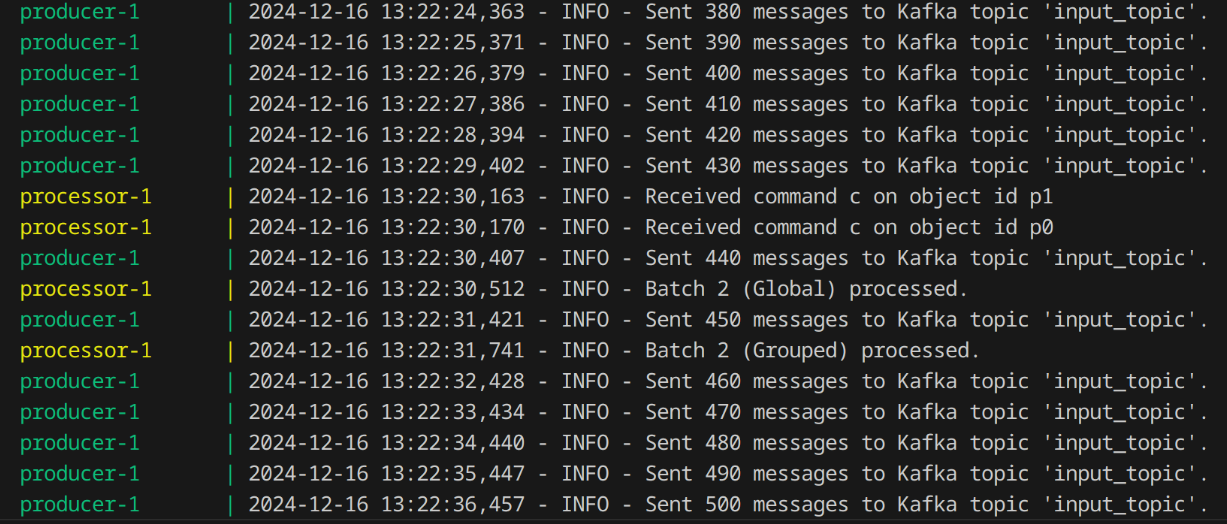 producer-1 | 2024-12-16 13:22:24,363 - INFO - Sent 380 messages to Kafka topic 'input_topic'.
producer-1 | 2024-12-16 13:22:25,371 - INFO - Sent 390 messages to Kafka topic 'input_topic'.
producer-1 | 2024-12-16 13:22:26,379 - INFO - Sent 400 messages to Kafka topic 'input_topic'.
producer-1 | 2024-12-16 13:22:27,386 - INFO - Sent 410 messages to Kafka topic 'input_topic'.
producer-1 | 2024-12-16 13:22:28,394 - INFO - Sent 420 messages to Kafka topic 'input_topic'.
producer-1 | 2024-12-16 13:22:29,402 - INFO - Sent 430 messages to Kafka topic 'input_topic'.
processor-1 | 2024-12-16 13:22:30,163 - INFO - Received command c on object id p1
processor-1 | 2024-12-16 13:22:30,170 - INFO - Received command c on object id p0
producer-1 | 2024-12-16 13:22:30,407 - INFO - Sent 440 messages to Kafka topic 'input_topic'.
processor-1 | 2024-12-16 13:22:30,512 - INFO - Batch 2 (Global) processed.
producer-1 | 2024-12-16 13:22:31,421 - INFO - Sent 450 messages to Kafka topic 'input_topic'.
processor-1 | 2024-12-16 13:22:31,741 - INFO - Batch 2 (Grouped) processed.
producer-1 | 2024-12-16 13:22:32,428 - INFO - Sent 460 messages to Kafka topic 'input_topic'.
producer-1 | 2024-12-16 13:22:33,434 - INFO - Sent 470 messages to Kafka topic 'input_topic'.
producer-1 | 2024-12-16 13:22:34,440 - INFO - Sent 480 messages to Kafka topic 'input_topic'.
producer-1 | 2024-12-16 13:22:35,447 - INFO - Sent 490 messages to Kafka topic 'input_topic'.
producer-1 | 2024-12-16 13:22:36,457 - INFO - Sent 500 messages to Kafka topic 'input_topic'.